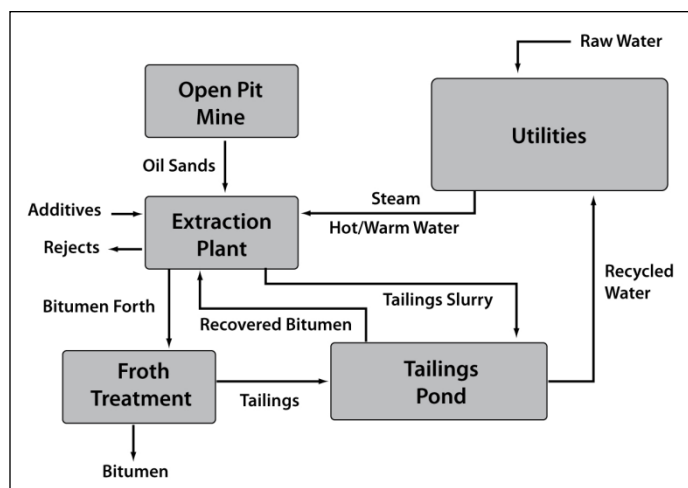 Raw Water
Open Pit
Mine
Utilities
Oil Sands
Steam
Additives
Extraction
Plant
Hot/Warm Water
Rejects
Recycled
Water
Bitumen Forth
Recovered Bitumen
Tailings Slurry
Froth
Treatment
Tailings
Tailings
Pond
Bitumen